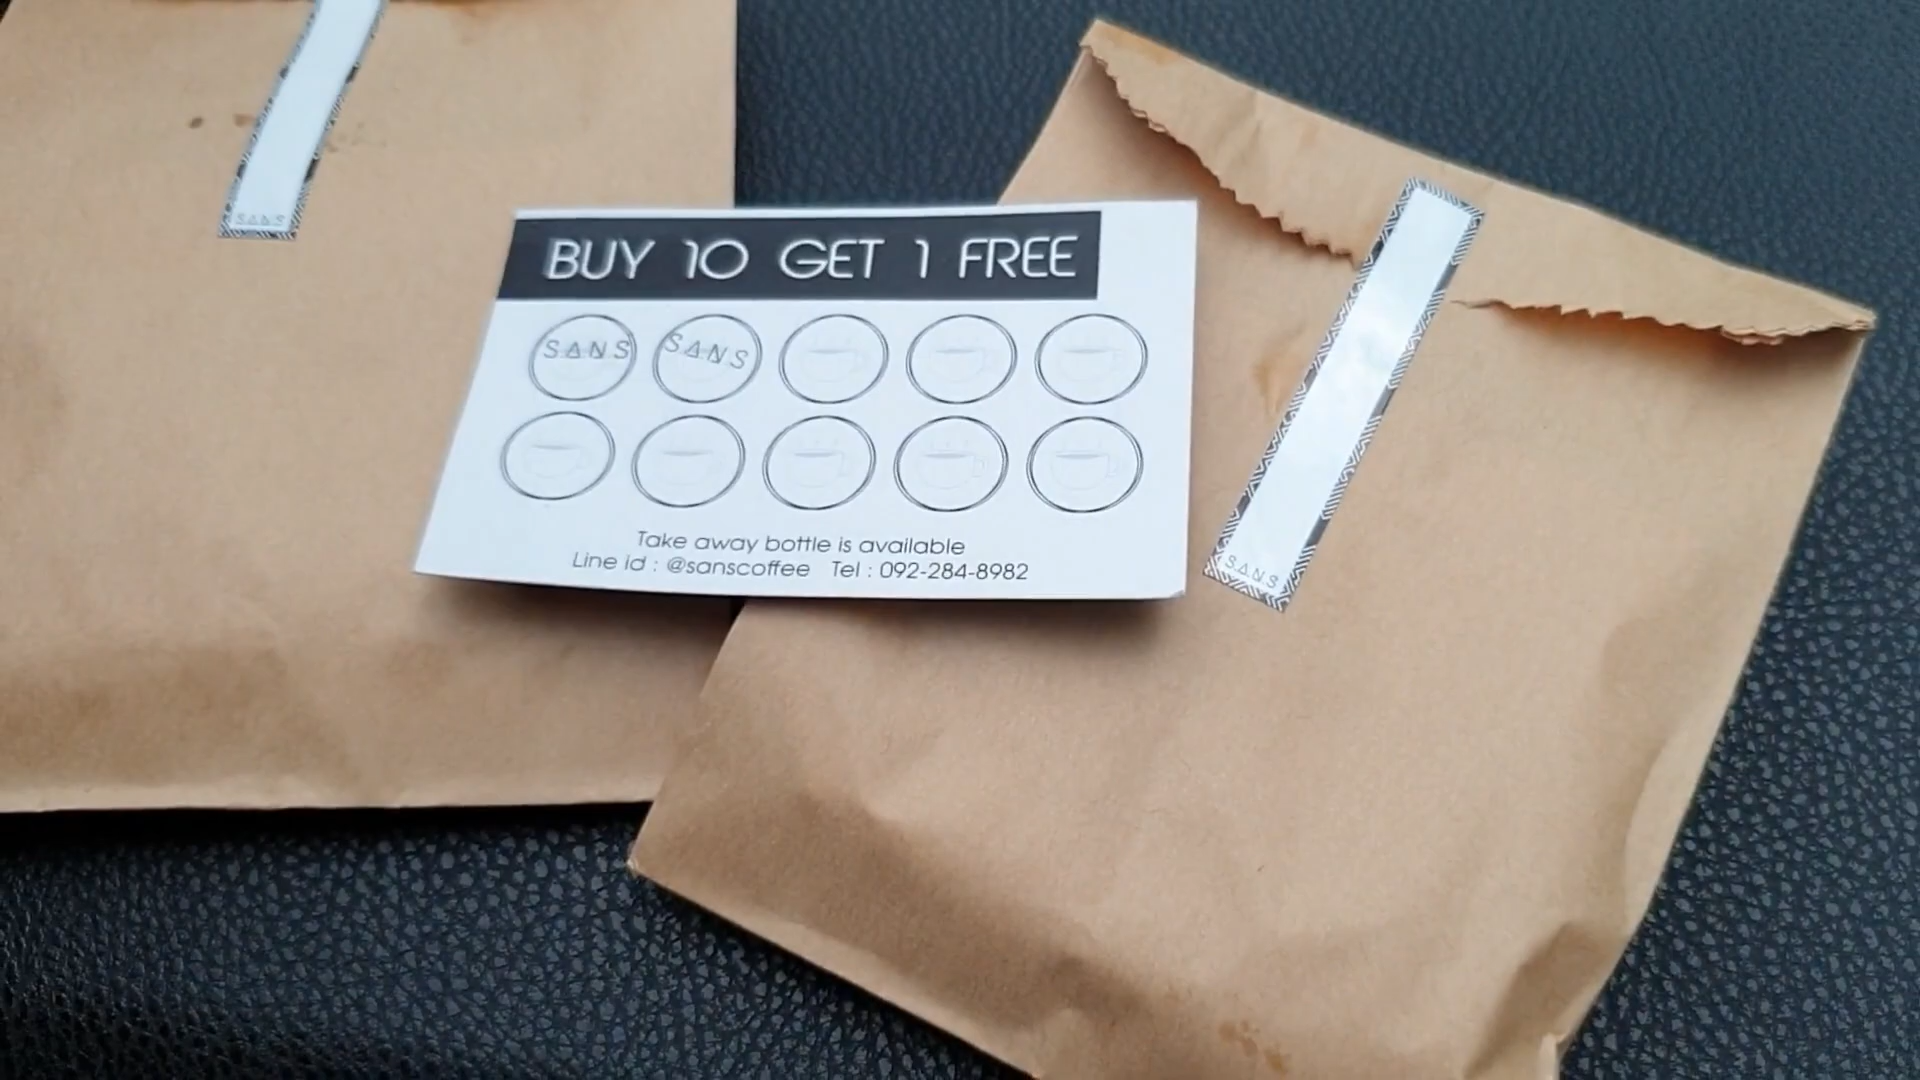 SANS
BUY 10 GET 1 FREE
SANS SANS
Take away bottle is available
Line id : @sanscoffee Tel : 092-284-8982
SANS